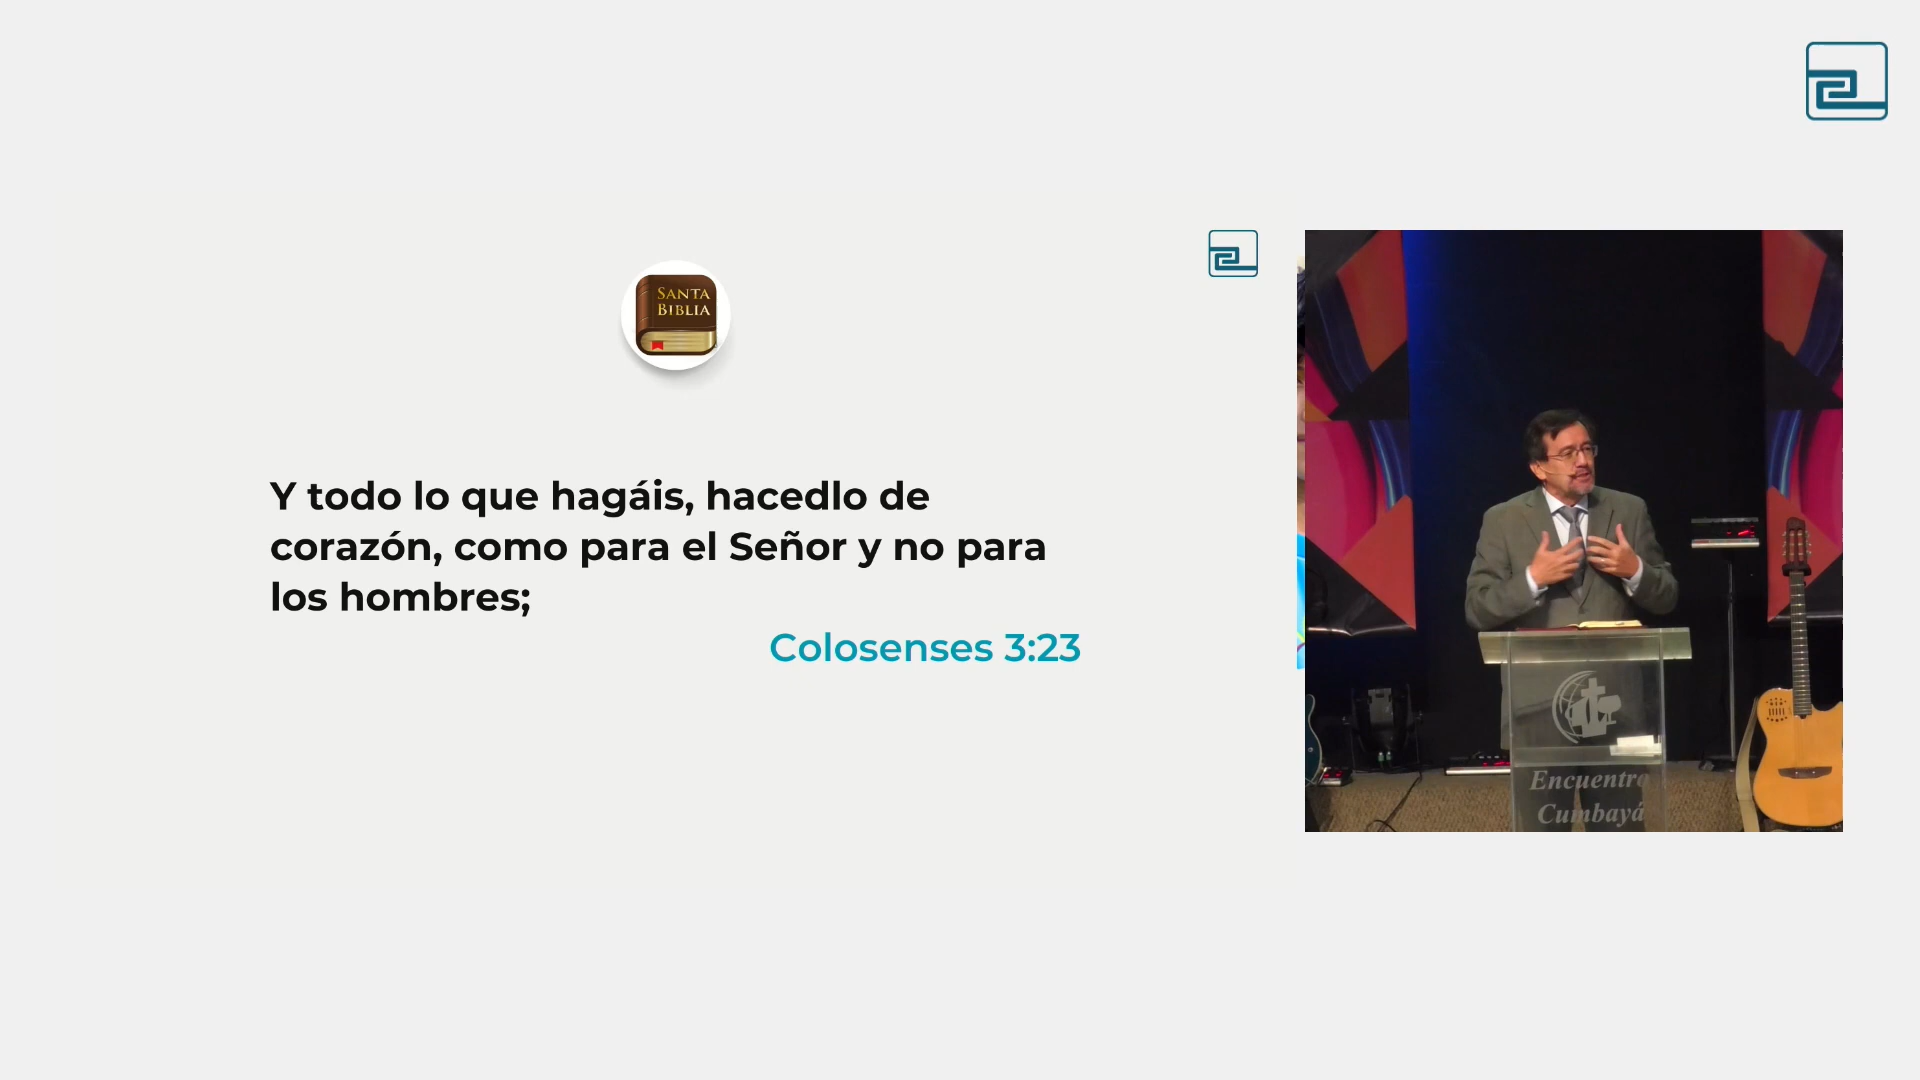 SANTA
BIBLIA
Y todo lo que hagáis, hacedlo de
corazón, como para el Señor y no para
los hombres;
Colosenses 3:23
Encuentro
Cumbayá